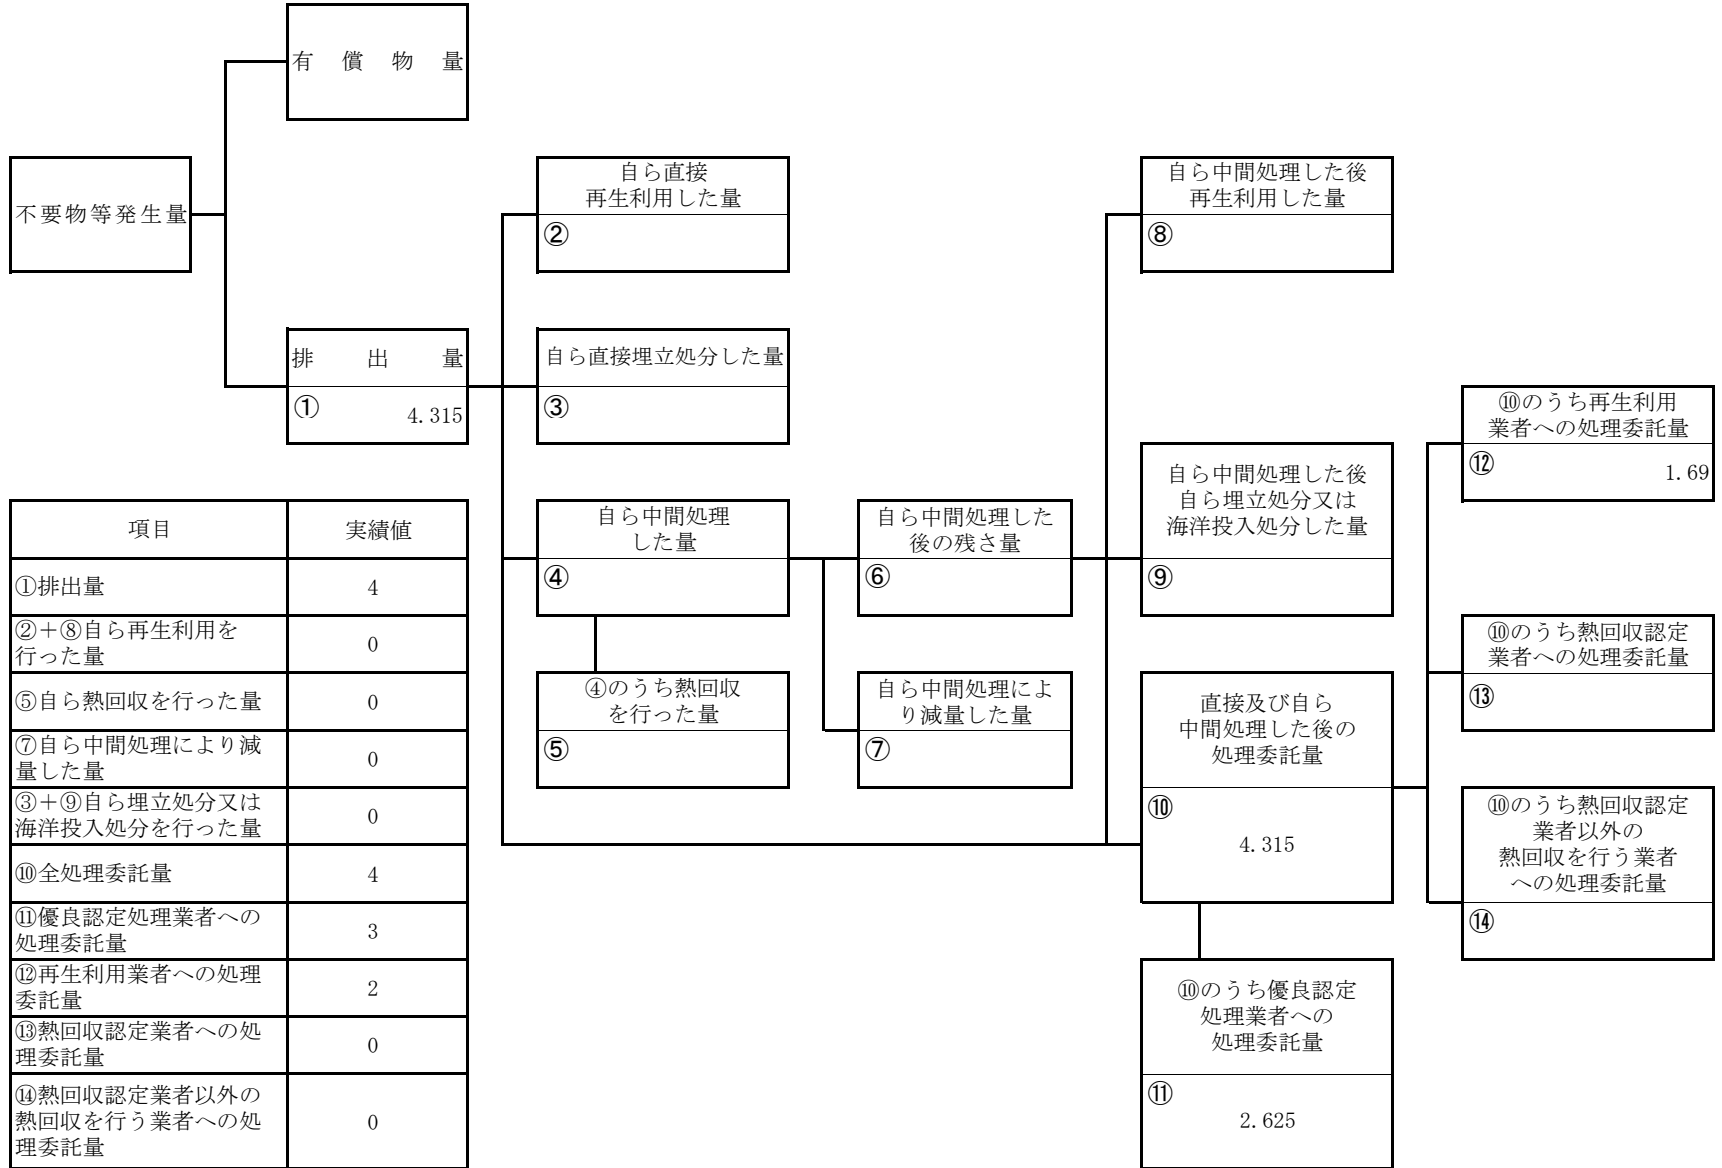 有償物量
不要物等発生量
排出量
① 4.315
自ら直接
再生利用した量
②
自ら直接埋立処分した量
③
自ら中間処理
した量
④
④のうち熱回収
を行った量
⑤
自ら中間処理した
後の残さ量
⑥
自ら中間処理によ
り減量した量
⑦
自ら中間処理した後
再生利用した量
⑧
自ら中間処理した後
自ら埋立処分又は
海洋投入処分した量
⑨
直接及び自ら
中間処理した後の
処理委託量
⑩
4.315
⑩のうち優良認定
処理業者への
処理委託量
⑪
2.625
⑩のうち再生利用
業者への処理委託量
⑫ 1.69
⑩のうち熱回収認定
業者への処理委託量
⑬
⑩のうち熱回収認定
業者以外の
熱回収を行う業者
への処理委託量
⑭
項目 実績値
①排出量 4
②+⑧自ら再生利用を
行った量 0
⑤自ら熱回収を行った量 0
⑦自ら中間処理により減
量した量 0
③+⑨自ら埋立処分又は
海洋投入処分を行った量 0
⑩全処理委託量 4
⑪優良認定処理業者への
処理委託量 3
⑫再生利用業者への処理
委託量 2
⑬熱回収認定業者への処
理委託量 0
⑭熱回収認定業者以外の
熱回収を行う業者への処
理委託量 0